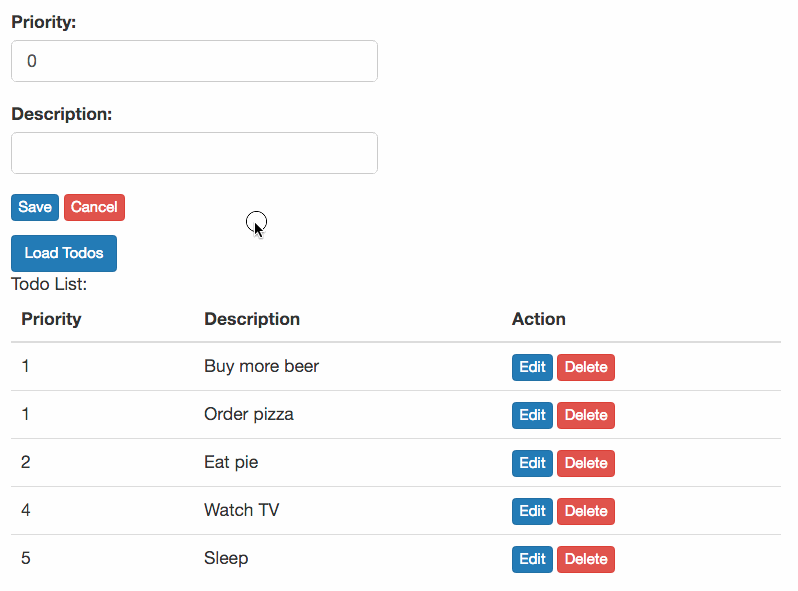 Priority:
0
Description:
Save Cancel
Load Todos
Todo List:
Priority Description Action
1 Buy more beer Edit Delete
1 Order pizza Edit Delete
2 Eat pie Edit Delete
4 Watch TV Edit Delete
5 Sleep Edit Delete